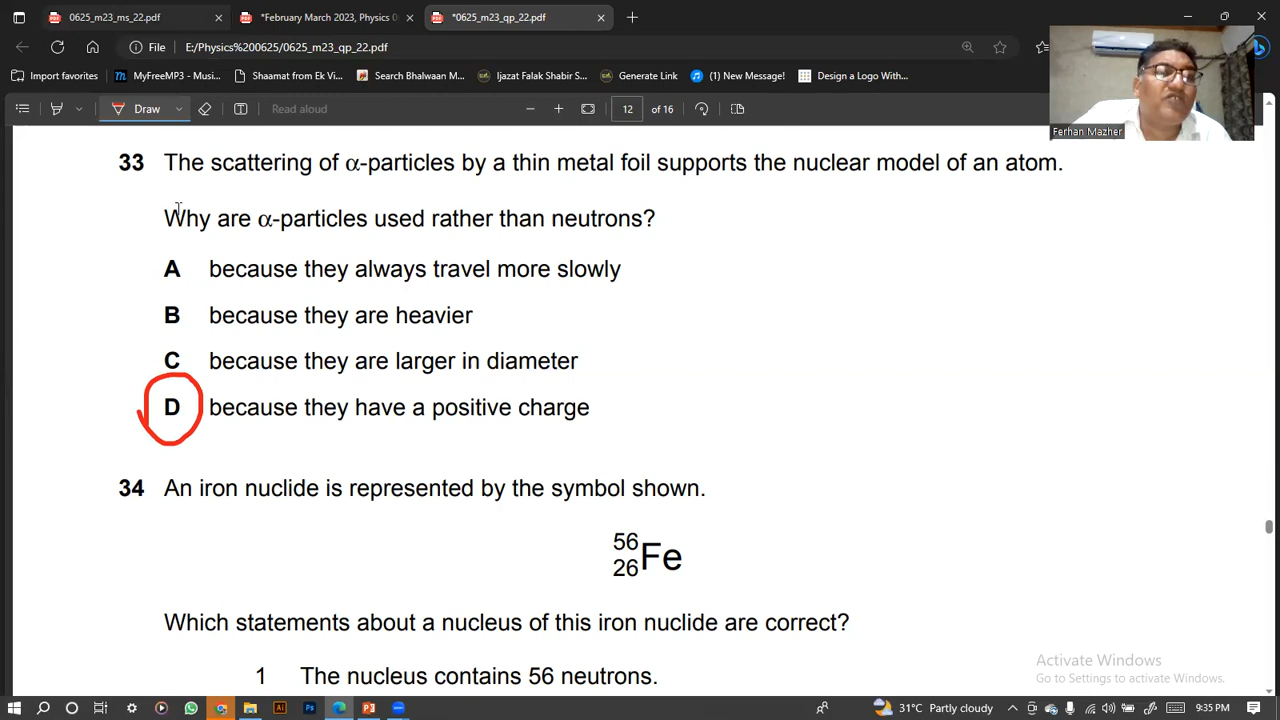 0625_m23_ms_22.pdf
*February March 2023, Physics 0
*0625_m23_qp_22.pdf
File
E:/Physics%200625/0625_m23_qp_22.pdf
Import favorites
MyFreeMP3 - Musi...
Shaamat from Ek Vi...
Search Bhalwaan M...
Ijazat Falak Shabir S...
Generate Link
(1) New Message!
Design a Logo With...
Draw
Read aloud
12 of 16
Ferhan Mazher
33 The scattering of α-particles by a thin metal foil supports the nuclear model of an atom.
Why are α-particles used rather than neutrons?
A because they always travel more slowly
B because they are heavier
C because they are larger in diameter
D because they have a positive charge
34 An iron nuclide is represented by the symbol shown.
56
26 Fe
Which statements about a nucleus of this iron nuclide are correct?
1 The nucleus contains 56 neutrons.
Activate Windows
Go to Settings to activate Windows.
31°C Partly cloudy
9:35 PM